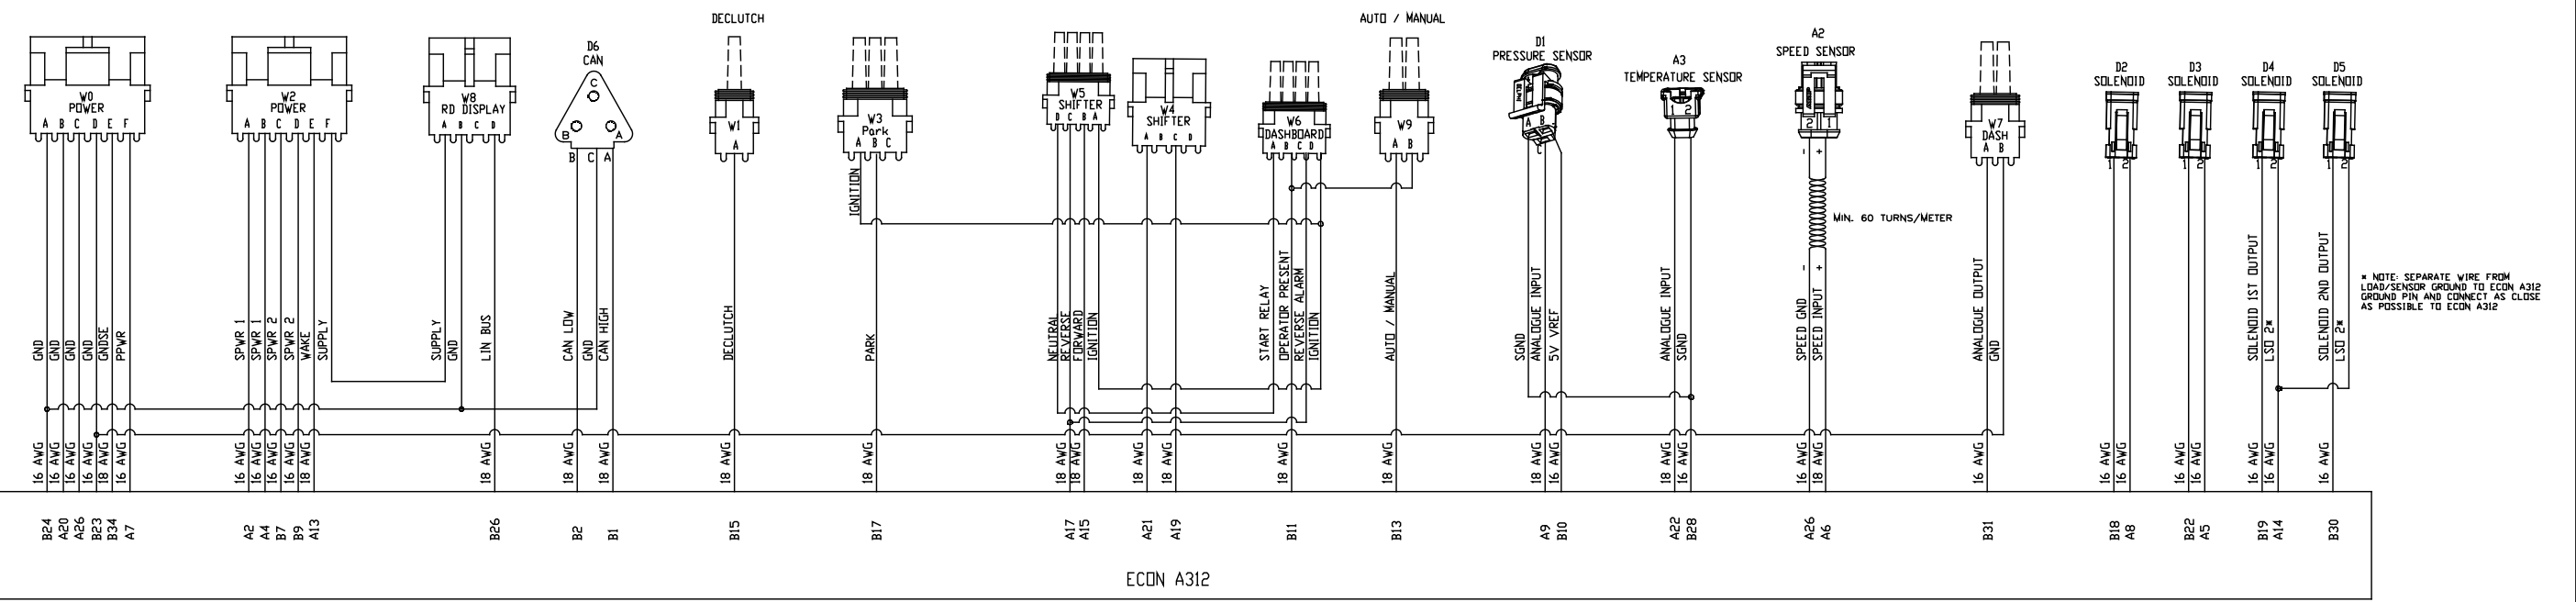 DECLUTCH
AUTO / MANUAL
W0
POWER
A B C D E F
W2
POWER
A B C D E F
W8
RD DISPLAY
A B C D
D6
CAN
C
B
A
B C A
W1
A
W3
Park
A B C
W5
SHIFTER
D C B A
W4
SHIFTER
A B C D
W6
DASHBOARD
A B C D
W9
A B
D1
PRESSURE SENSOR
A B
C
A3
TEMPERATURE SENSOR
1 2
A2
SPEED SENSOR
2 1
- +
MIN. 60 TURNS/METER
- +
W7
DASH
A B
D2
SOLENOID
1 2
D3
SOLENOID
1 2
D4
SOLENOID
1 2
D5
SOLENOID
1 2
* NOTE: SEPARATE WIRE FROM
LOAD/SENSOR GROUND TO ECON A312
GROUND PIN AND CONNECT AS CLOSE
AS POSSIBLE TO ECON A312
GND
GND
GND
GND
GNDSE
PPWR
SPWR 1
SPWR 1
SPWR 2
SPWR 2
WAKE
SUPPLY
SUPPLY
GND
LIN BUS
CAN LOW
GND
CAN HIGH
DECLUTCH
IGNITION
PARK
NEUTRAL
REVERSE
FORWARD
IGNITION
START RELAY
OPERATOR PRESENT
REVERSE ALARM
IGNITION
AUTO / MANUAL
SGND
ANALOGUE INPUT
5V VREF
ANALOGUE INPUT
SGND
SPEED GND
SPEED INPUT
ANALOGUE OUTPUT
GND
SOLENOID 1ST OUTPUT
LSO 2*
SOLENOID 2ND OUTPUT
LSO 2*
16 AWG
16 AWG
16 AWG
16 AWG
18 AWG
16 AWG
16 AWG
16 AWG
16 AWG
16 AWG
18 AWG
18 AWG
18 AWG
18 AWG
18 AWG
18 AWG
18 AWG
18 AWG
18 AWG
18 AWG
18 AWG
18 AWG
18 AWG
16 AWG
18 AWG
16 AWG
16 AWG
18 AWG
16 AWG
16 AWG
16 AWG
16 AWG
16 AWG
16 AWG
16 AWG
16 AWG
B24
A20
A26
B23
B34
A7
A2
A4
B7
B9
A13
B26
B2
B1
B15
B17
A17
A15
A21
A19
B11
B13
A9
B10
A22
B28
A26
A6
B31
B18
A8
B22
A5
B19
A14
B30
ECON A312